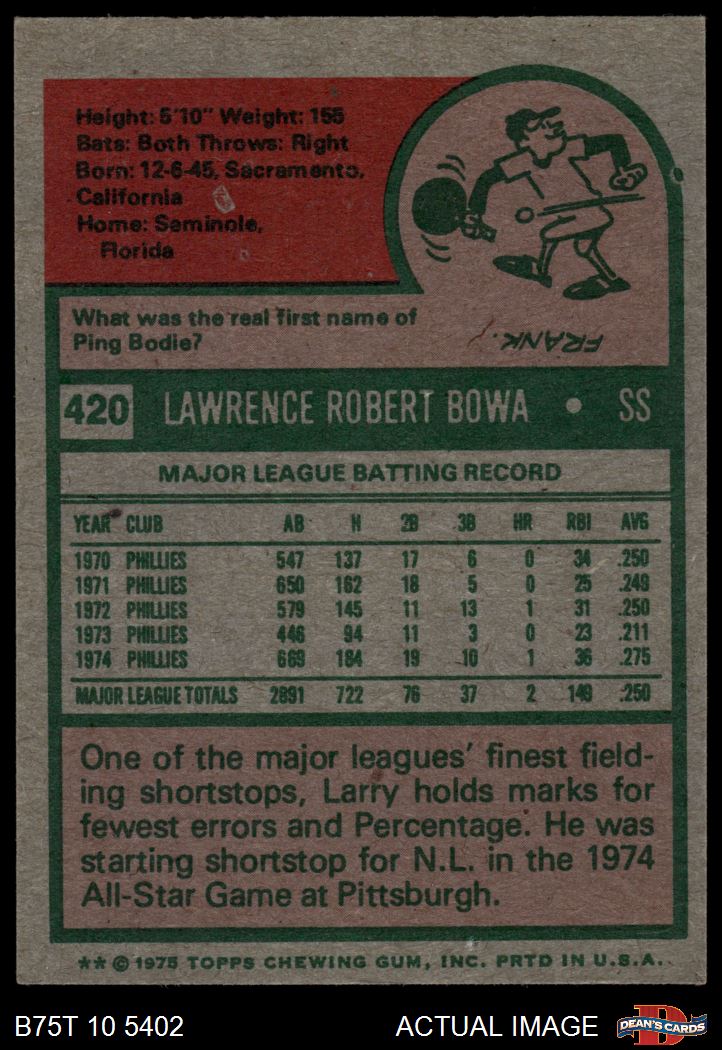 Height: 5'10" Weight: 155
Bats: Both Throws: Right
Born: 12-6-45, Sacramento,
California
Home: Seminole,
Florida
What was the real first name of
Ping Bodie?
FRANK.
420 LAWRENCE ROBERT BOWA • SS
MAJOR LEAGUE BATTING RECORD
YEAR CLUB AB H 2B 3B HR RBI AVG
1970 PHILLIES 547 137 17 6 0 34 .250
1971 PHILLIES 650 162 18 5 0 25 .249
1972 PHILLIES 579 145 11 13 1 31 .250
1973 PHILLIES 446 94 11 3 0 23 .211
1974 PHILLIES 669 184 19 10 1 36 .275
MAJOR LEAGUE TOTALS 2891 722 76 37 2 149 .250
One of the major leagues' finest field-
ing shortstops, Larry holds marks for
fewest errors and Percentage. He was
starting shortstop for N.L. in the 1974
All-Star Game at Pittsburgh.
** © 1975 TOPPS CHEWING GUM, INC. PRTD IN U.S.A.
B75T 10 5402
ACTUAL IMAGE
D
DEAN'S CARDS